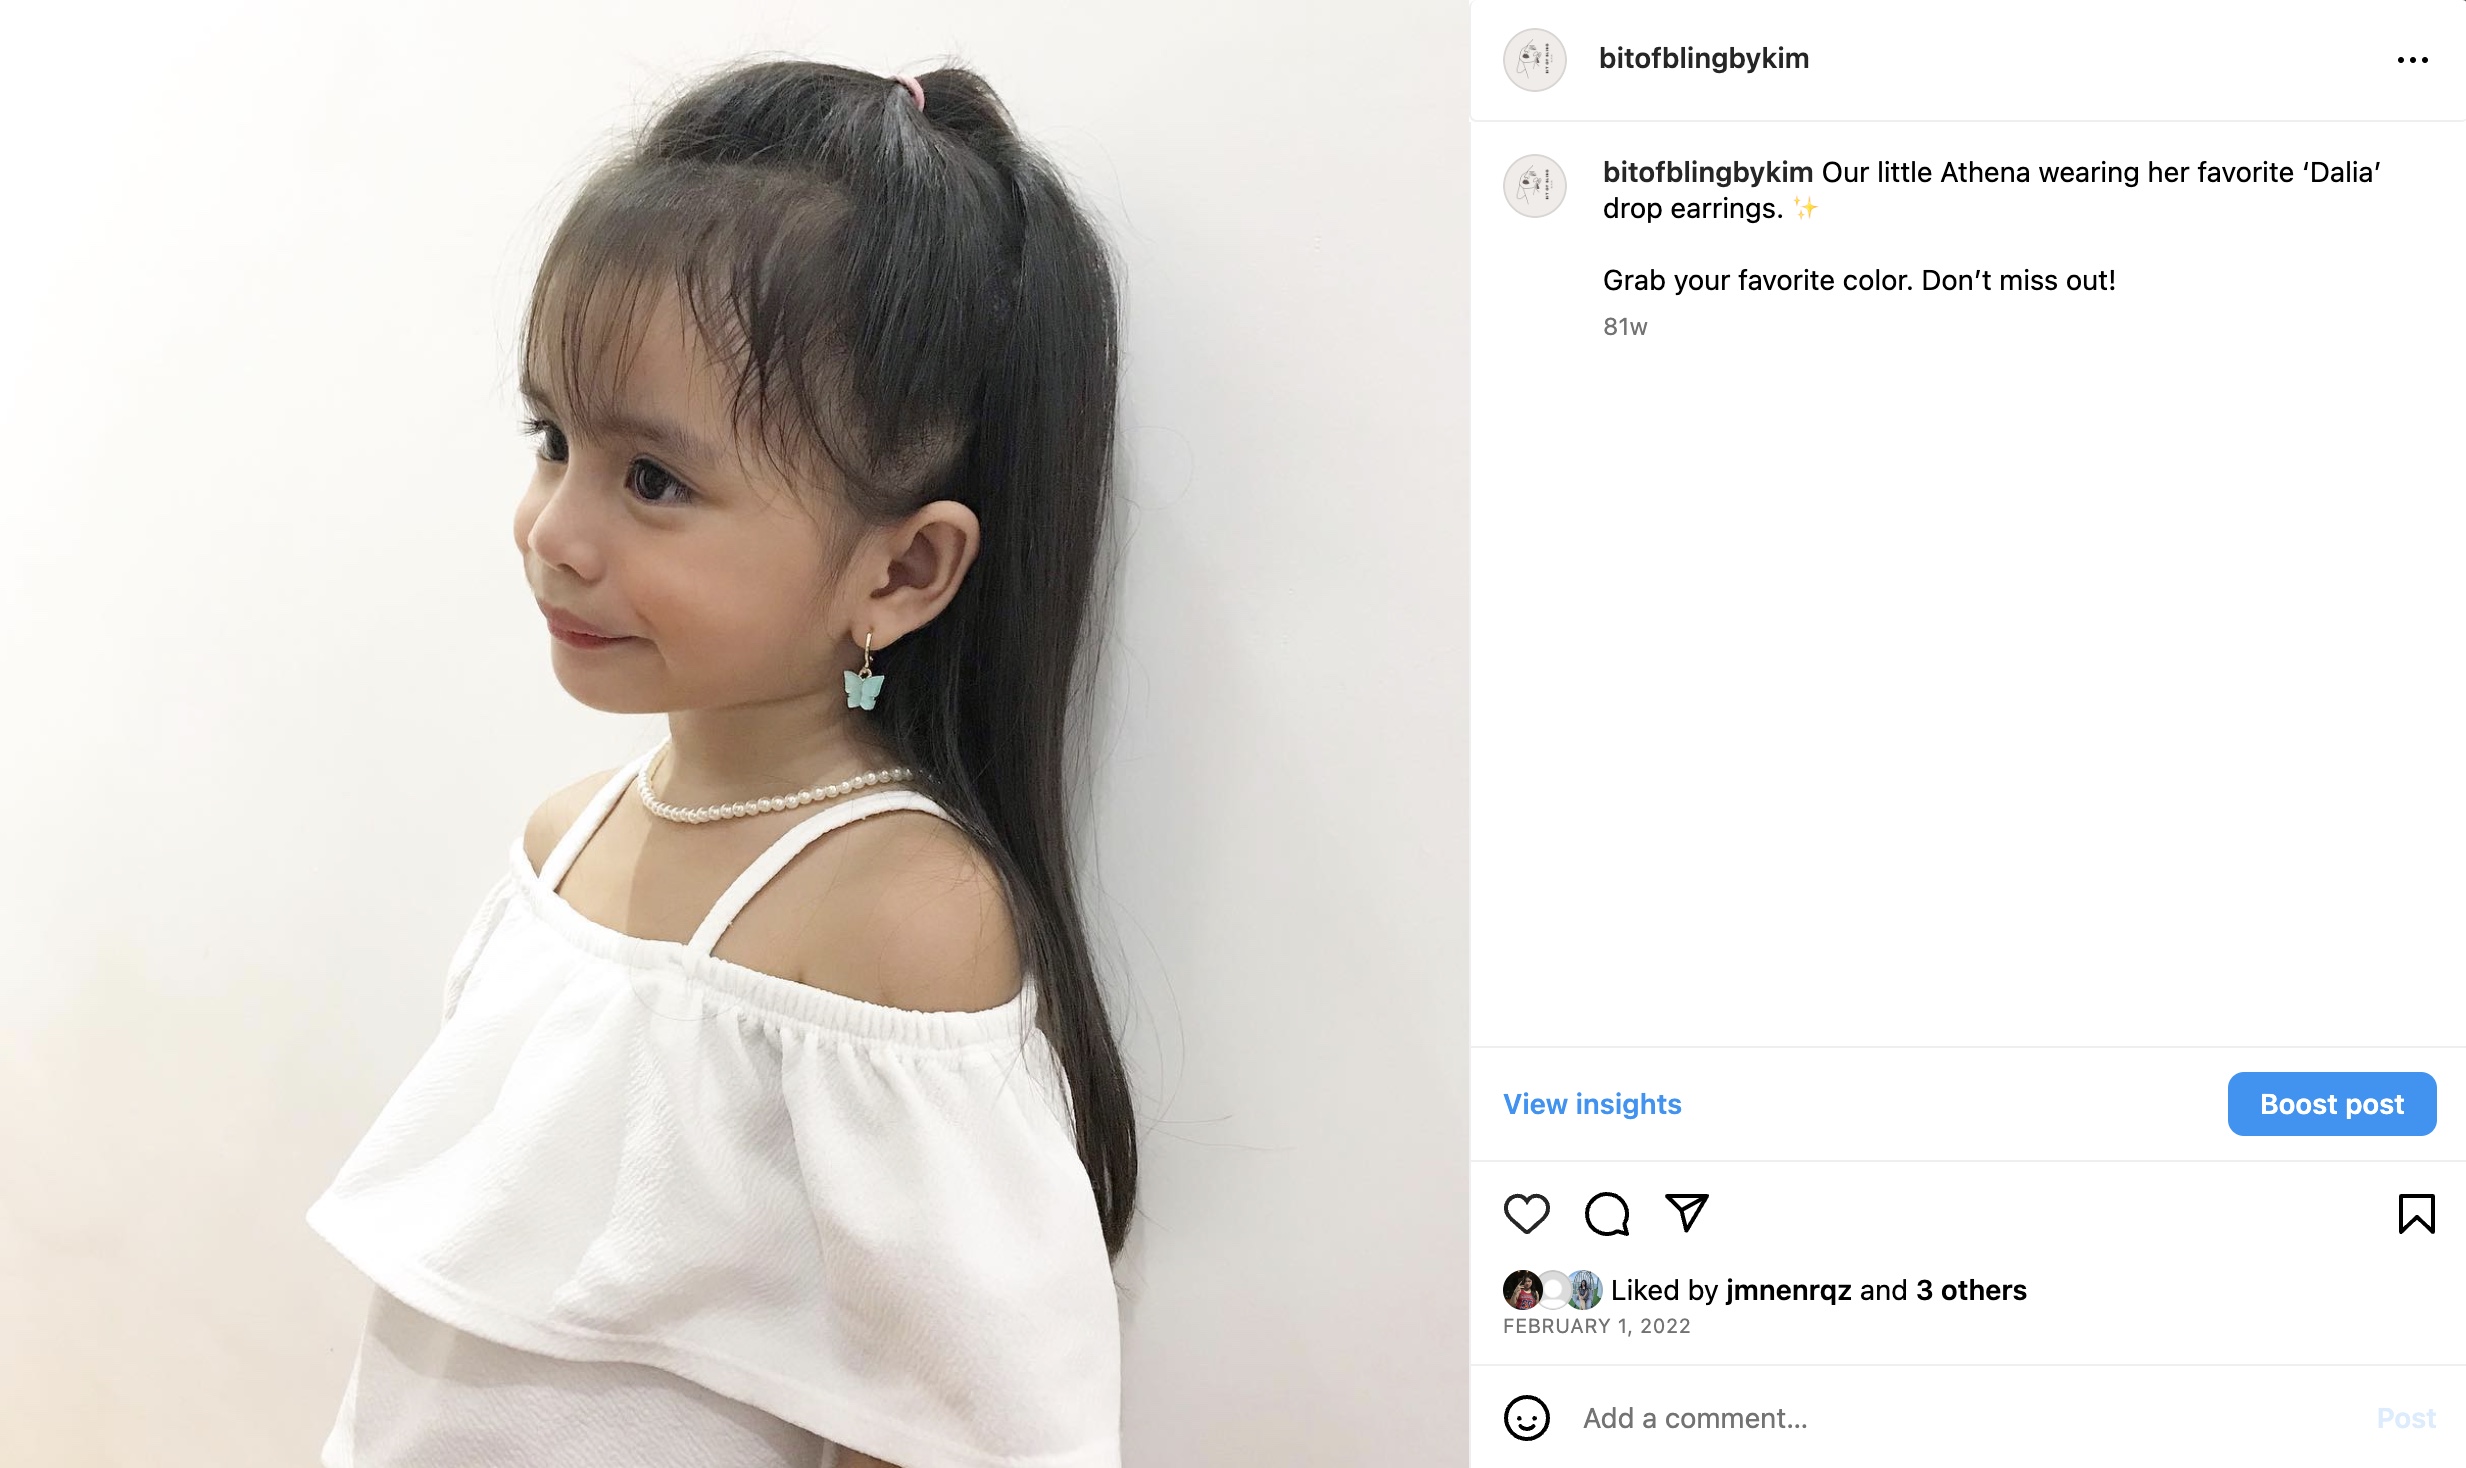 bitofblingbykim
bitofblingbykim Our little Athena wearing her favorite ‘Dalia’
drop earrings. ✨
Grab your favorite color. Don’t miss out!
81w
View insights
Boost post
Liked by jmnenrqz and 3 others
FEBRUARY 1, 2022
Add a comment...
Post